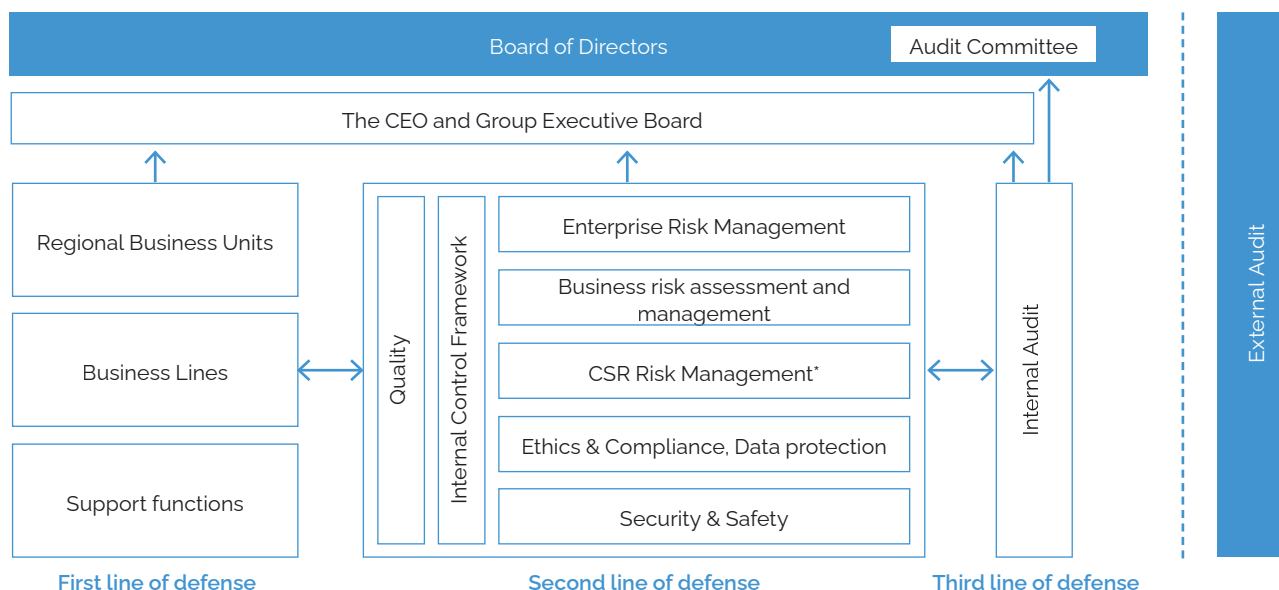 Board of Directors
Audit Committee
The CEO and Group Executive Board
Regional Business Units
Business Lines
Support functions
Quality
Internal Control Framework
Enterprise Risk Management
Business risk assessment and
management
CSR Risk Management*
Ethics & Compliance, Data protection
Security & Safety
Internal Audit
External Audit
First line of defense
Second line of defense
Third line of defense